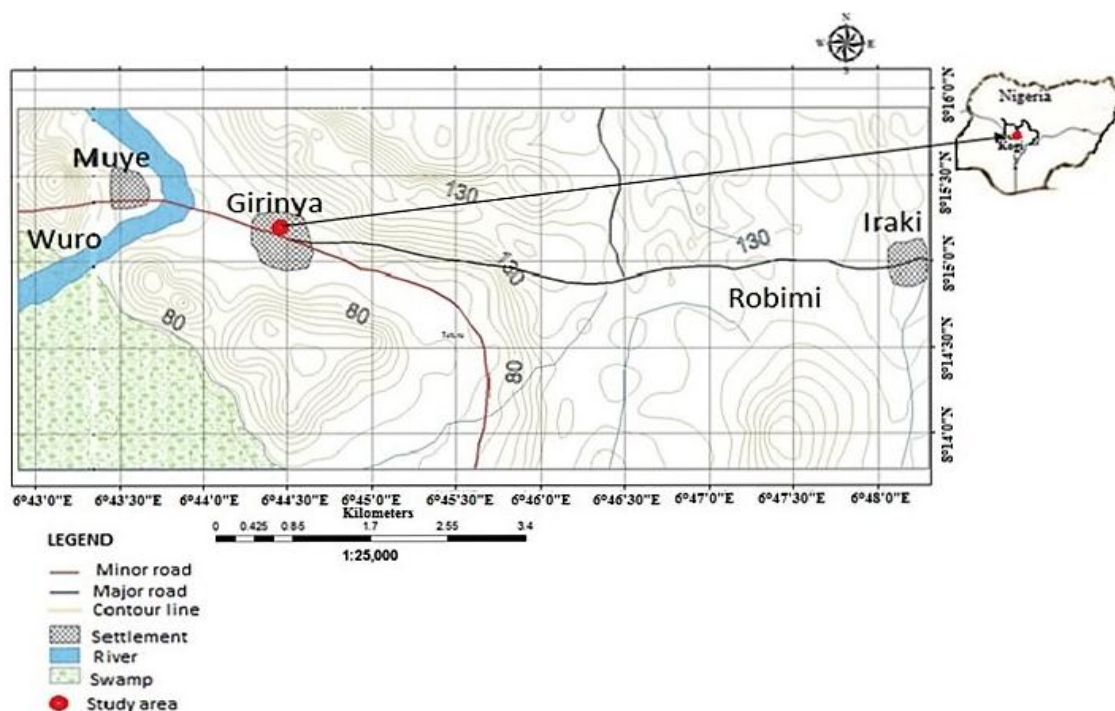 N
W
E
S
Nigeria
Kogi
8°16'0"N
8°15'30"N
8°15'0"N
8°14'30"N
8°14'0"N
Muye
Girinya
Wuro
130
130
130
Iraki
Robimi
80
80
80
6°43'0"E 6°43'30"E 6°44'0"E 6°44'30"E 6°45'0"E 6°45'30"E 6°46'0"E 6°46'30"E 6°47'0"E 6°47'30"E 6°48'0"E
Kilometers
0 0.425 0.85 1.7 2.55 3.4
1:25,000
LEGEND
Minor road
Major road
Contour line
Settlement
River
Swamp
Study area